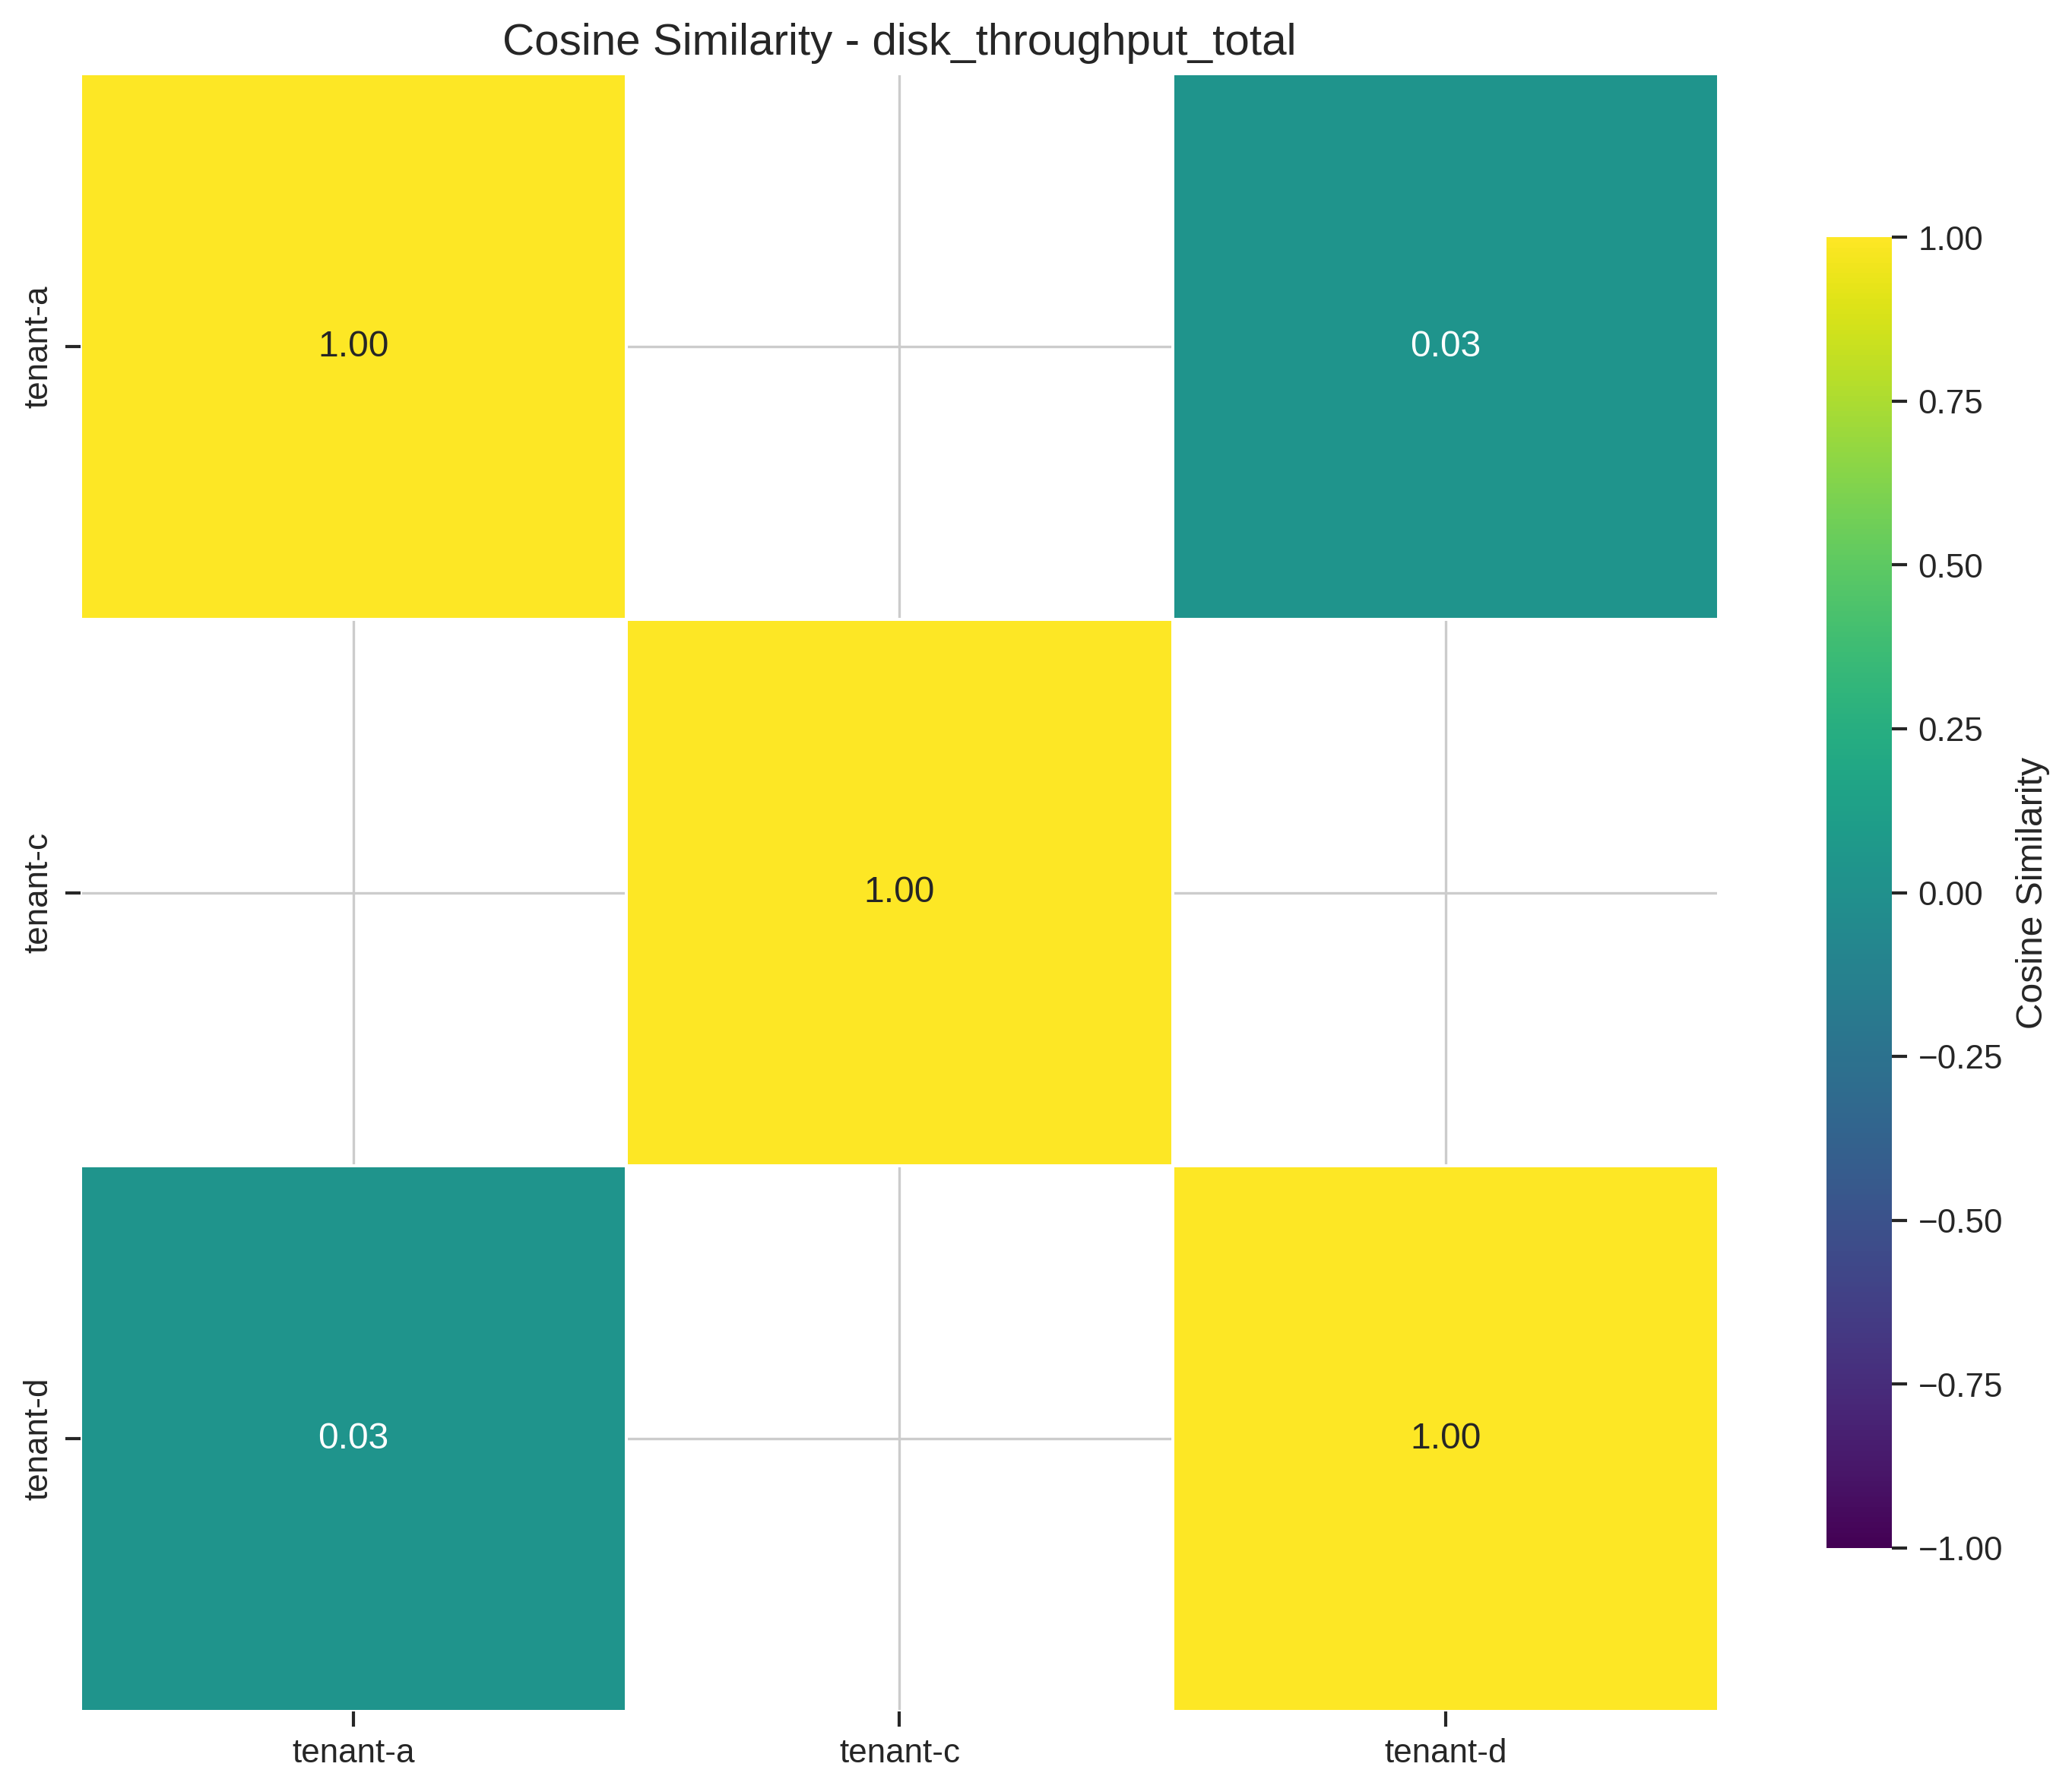 Cosine Similarity - disk_throughput_total
tenant-a
1.00
0.03
tenant-c
1.00
tenant-d
0.03
1.00
tenant-a
tenant-c
tenant-d
1.00
0.75
0.50
0.25
0.00
−0.25
−0.50
−0.75
−1.00
Cosine Similarity